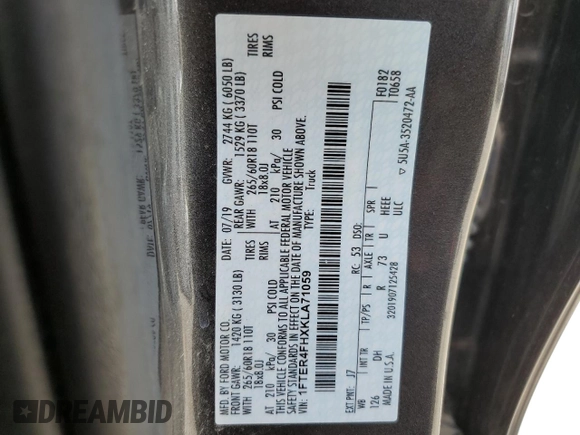 MFD. BY FORD MOTOR CO.
DATE: 07/19 GVWR: 2744 KG ( 6050 LB)
FRONT GAWR: 1420 KG ( 3130 LB) REAR GAWR: 1529 KG ( 3370 LB)
WITH 265/60R18 110T TIRES WITH 265/60R18 110T TIRES
18x8.0J RIMS 18x8.0J RIMS
AT 210 kPa/ 30 PSI COLD AT 210 kPa/ 30 PSI COLD
THIS VEHICLE CONFORMS TO ALL APPLICABLE FEDERAL MOTOR VEHICLE
SAFETY STANDARDS IN EFFECT ON THE DATE OF MANUFACTURE SHOWN ABOVE.
VIN: 1FTER4FHXKLA71059 TYPE: Truck
F0182
T0658
EXT PNT: J7 RC: 53 DSO:
WB INT TR TP/PS R AXLE TR SPR
126 DH R 73 U HEEE
ULC
MADE IN U.S.A. 3201907125428 ▽ 5U5A-3520472-AA
DREAMBID